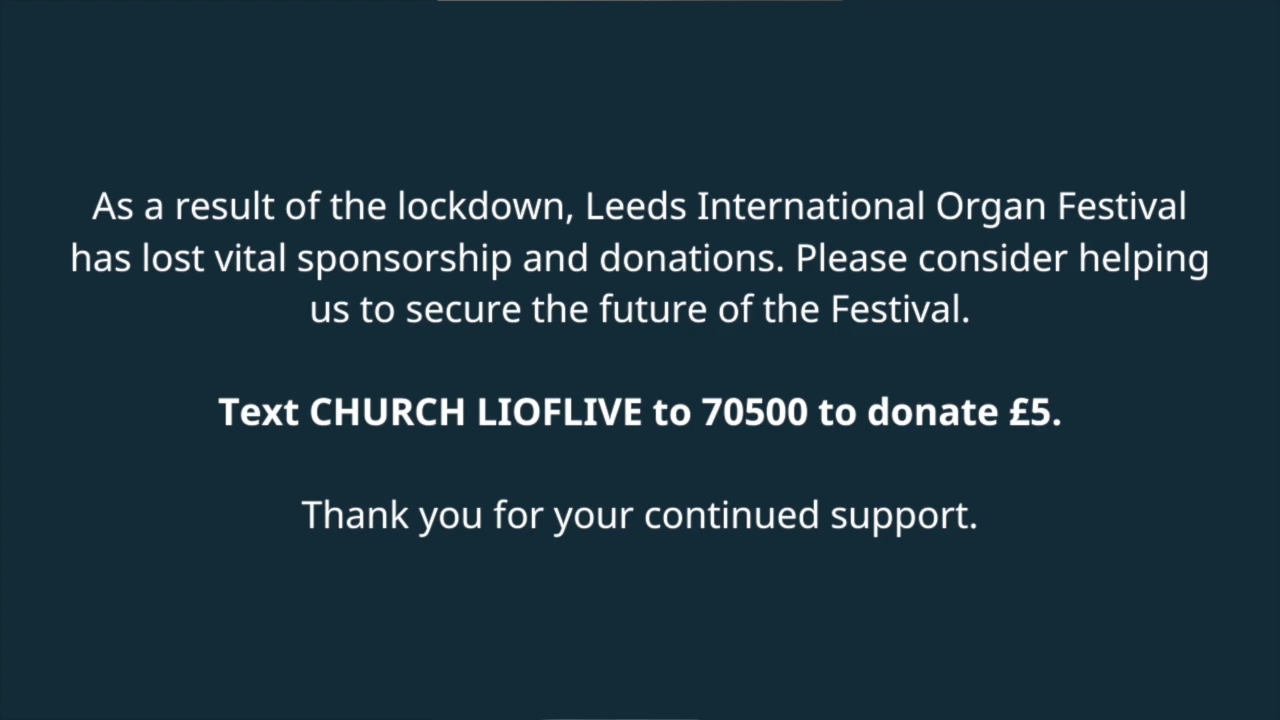 As a result of the lockdown, Leeds International Organ Festival
has lost vital sponsorship and donations. Please consider helping
us to secure the future of the Festival.
Text CHURCH LIOFLIVE to 70500 to donate £5.
Thank you for your continued support.